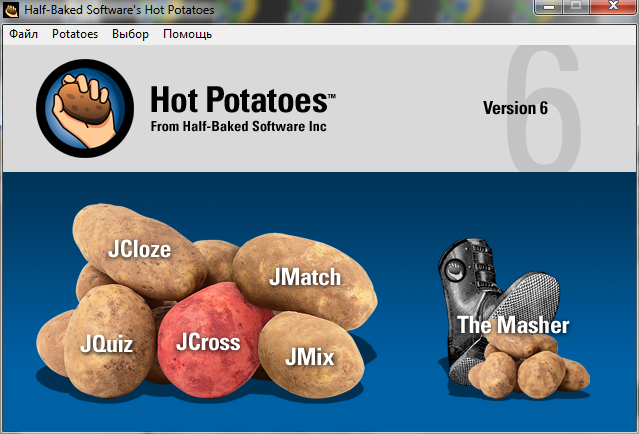 Half-Baked Software's Hot Potatoes
Файл Potatoes Выбор Помощь
Hot Potatoes™
From Half-Baked Software Inc
Version 6
6
JCloze
JMatch
JQuiz
JCross
JMix
The Masher